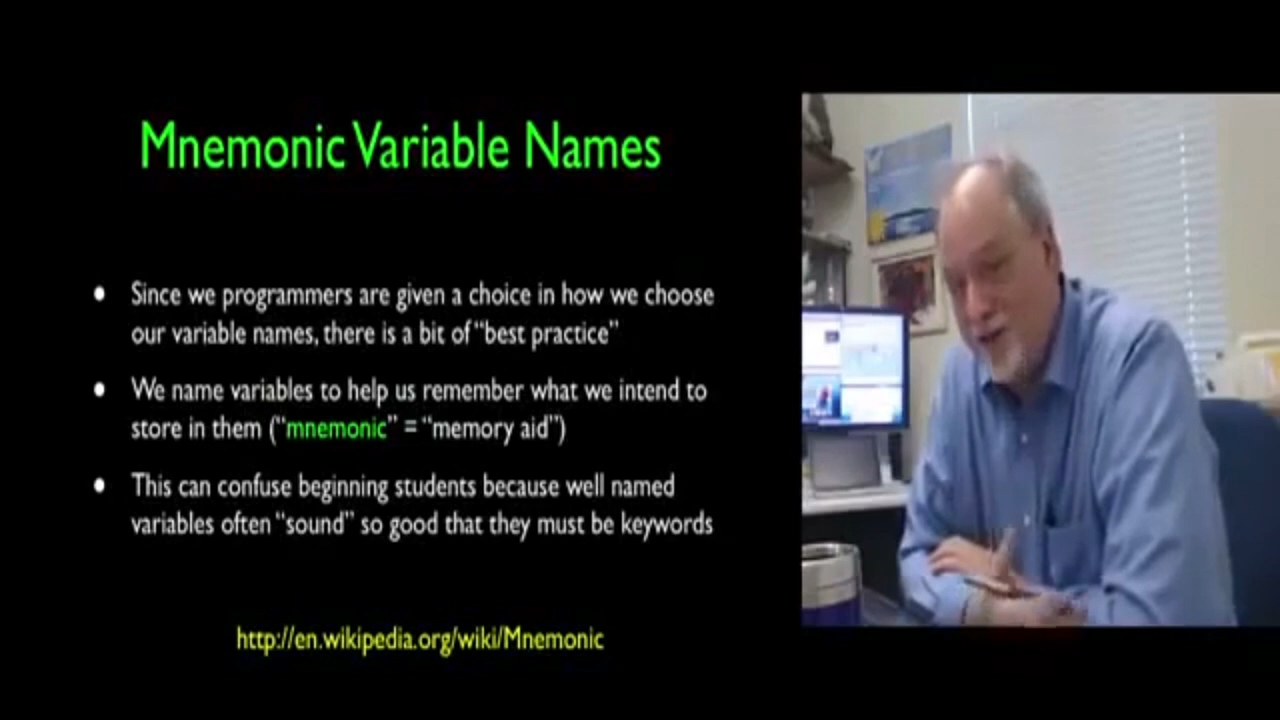 Mnemonic Variable Names
• Since we programmers are given a choice in how we choose
our variable names, there is a bit of “best practice”
• We name variables to help us remember what we intend to
store in them (“mnemonic” = “memory aid”)
• This can confuse beginning students because well named
variables often “sound” so good that they must be keywords
http://en.wikipedia.org/wiki/Mnemonic